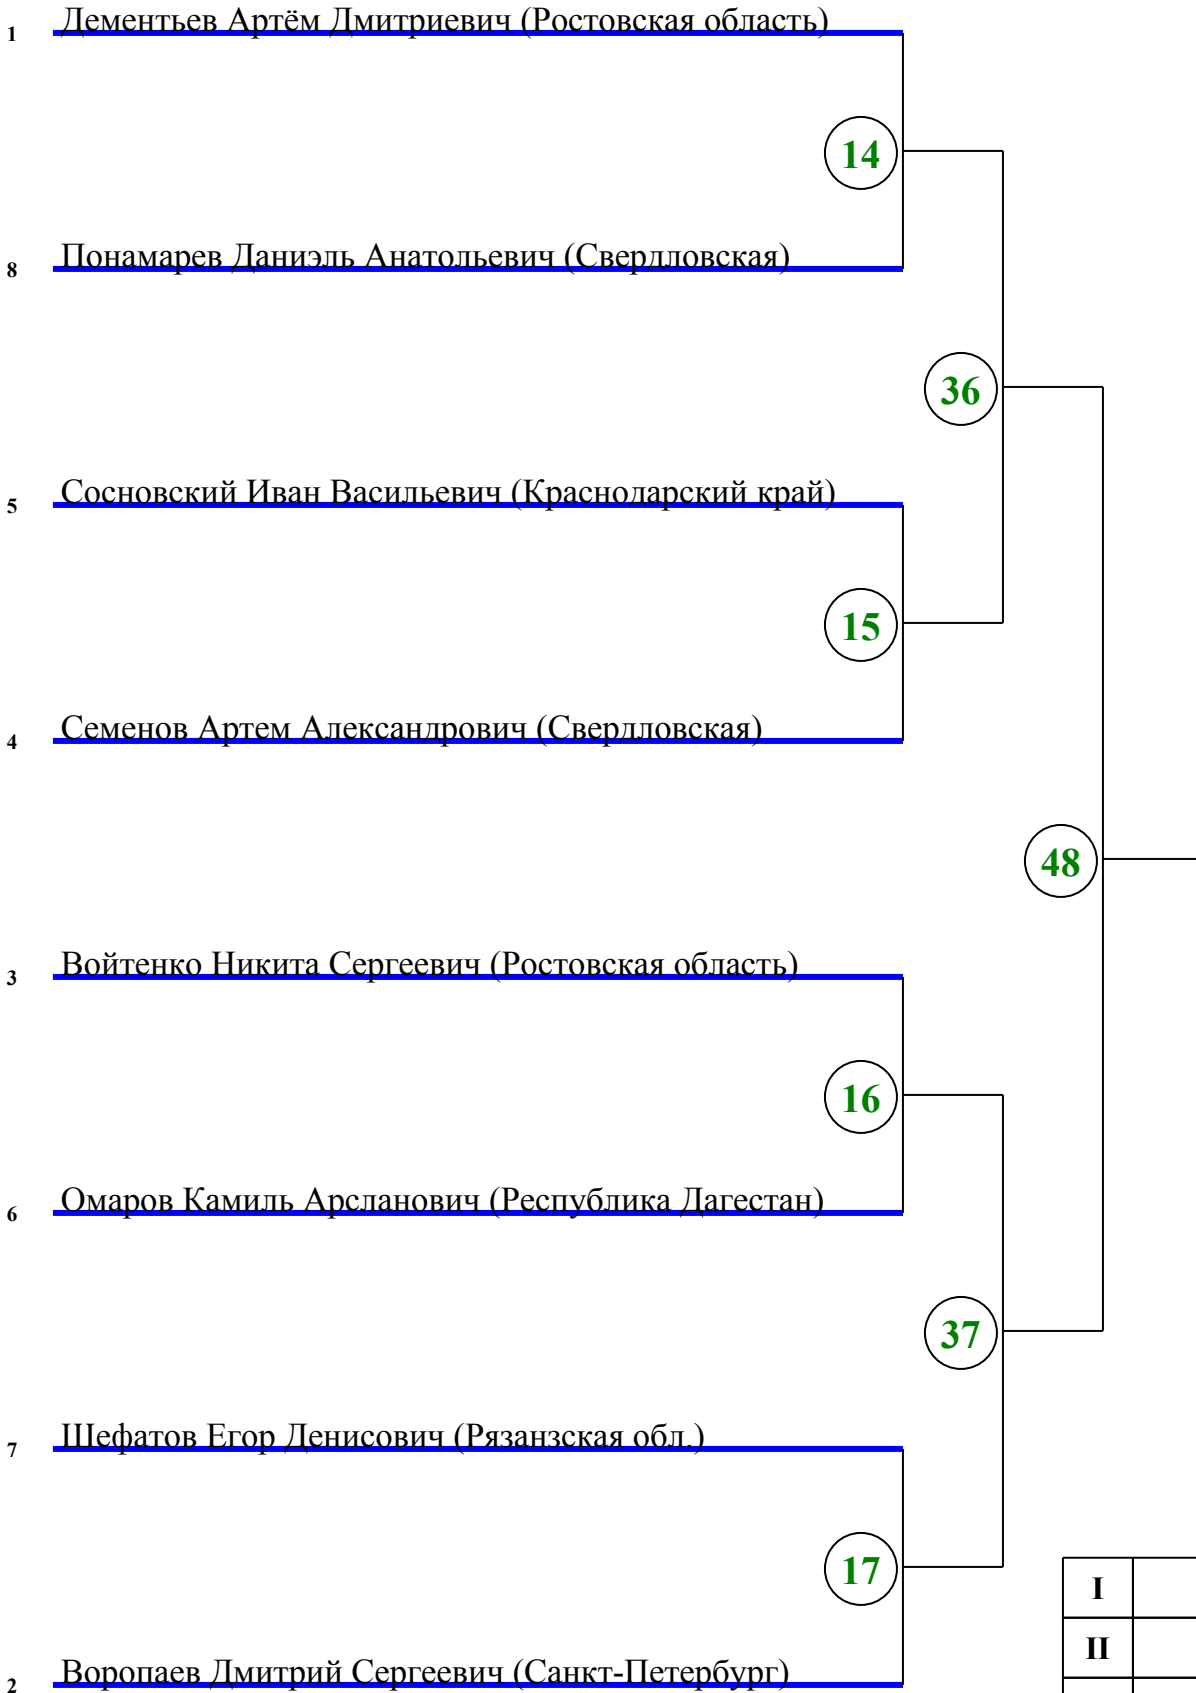 1 Дементьев Артём Дмитриевич (Ростовская область)
14
8 Понамарев Даниэль Анатольевич (Свердловская)
36
5 Сосновский Иван Васильевич (Краснодарский край)
15
4 Семенов Артем Александрович (Свердловская)
48
3 Войтенко Никита Сергеевич (Ростовская область)
16
6 Омаров Камиль Арсланович (Республика Дагестан)
37
7 Шефатов Егор Денисович (Рязанзская обл.)
17
I
II
2 Воропаев Дмитрий Сергеевич (Санкт-Петербург)